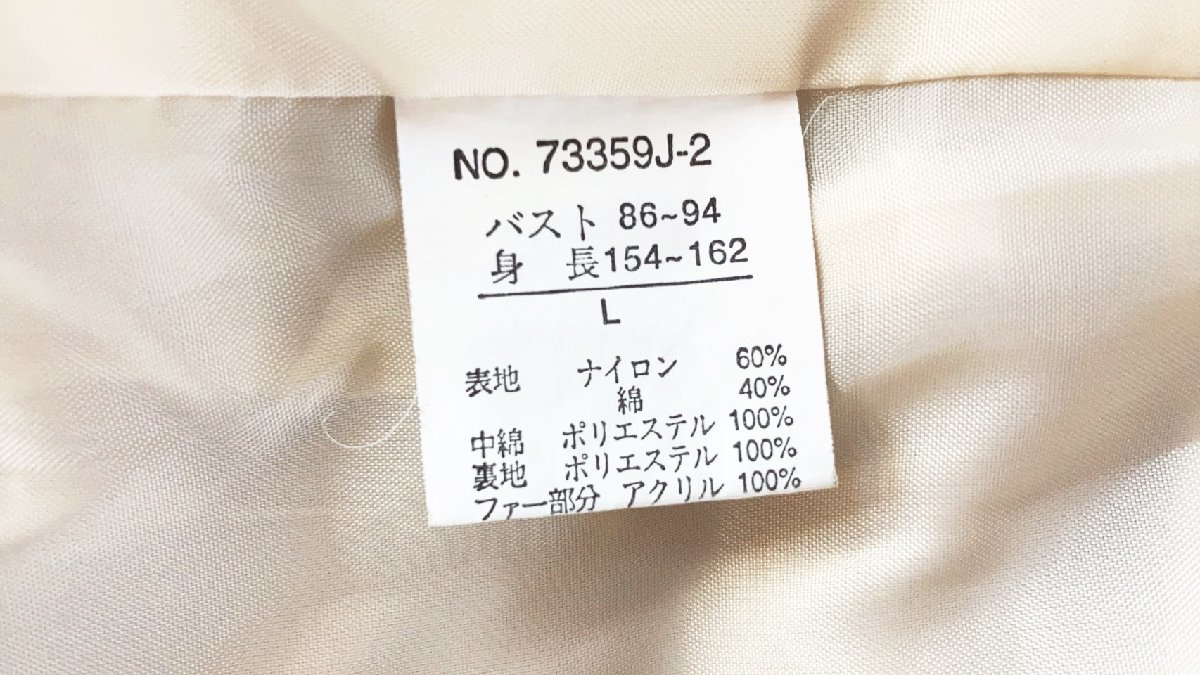 NO. 73359J-2
バスト 86~94
身 長154~162
L
表地 ナイロン 60%
綿 40%
中綿 ポリエステル 100%
裏地 ポリエステル 100%
ファー部分 アクリル 100%